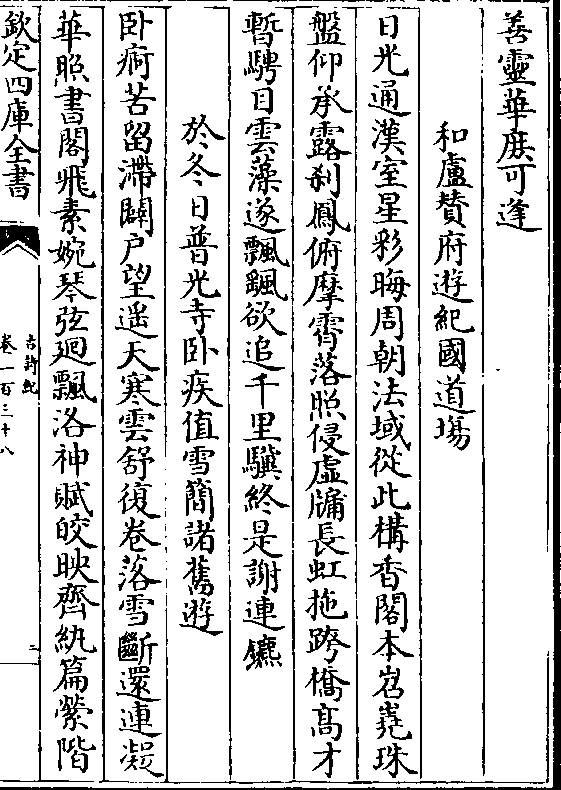 善靈華庶可逢
和盧賛府遊紀國道塲
日光通漢室星彩晦周朝法域從此構香閣本岧嶤珠
盤仰承露刹鳳俯摩霄落照侵虛牖長虹拖跨橋高才
暫騁目雲藻遂飄颻欲追千里驥終是謝連鑣
於冬日普光寺卧疾值雪簡諸舊遊
卧痾苦留滯闢户望遥天寒雲舒復卷落雪斷還連凝
華照書閣飛素婉琴弦迴飄洛神賦皎映齊紈篇縈階
欽定四庫全書
古詩紀
卷一百三十八
二